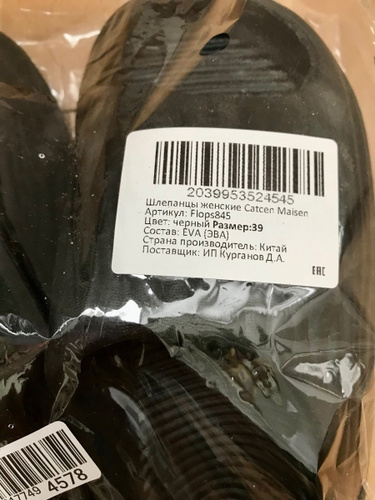 2039953524545
Шлепанцы женские Catcen Maisen
Артикул: Flops845
Цвет: черный Размер:39
Состав: EVA (ЭВА)
Страна производитель: Китай
Поставщик: ИП Курганов Д.А.
EAC
17749 4578